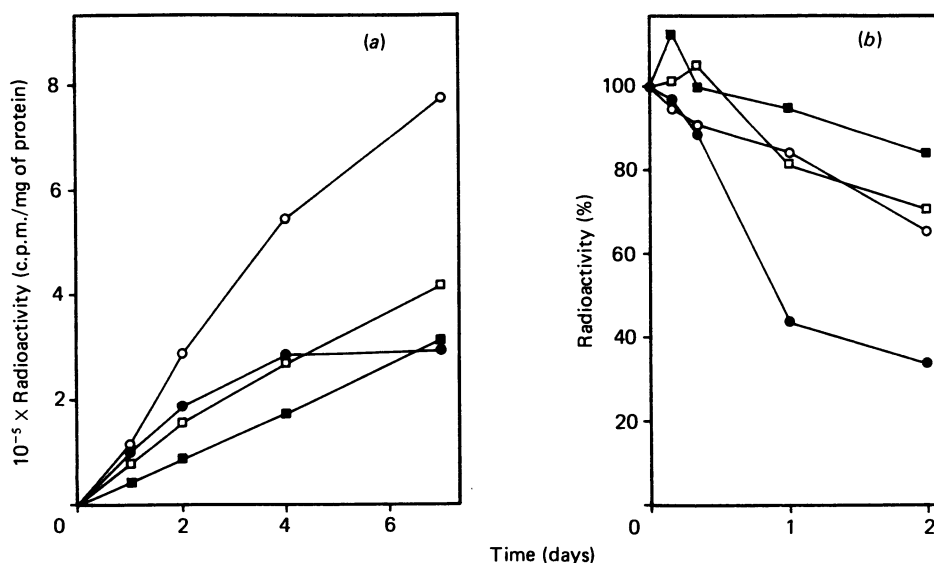 (a)
10⁻⁵ × Radioactivity (c.p.m./mg of protein)
8
6
4
2
0
0 2 4 6
(b)
Radioactivity (%)
100
80
60
40
20
0
0 1 2
Time (days)